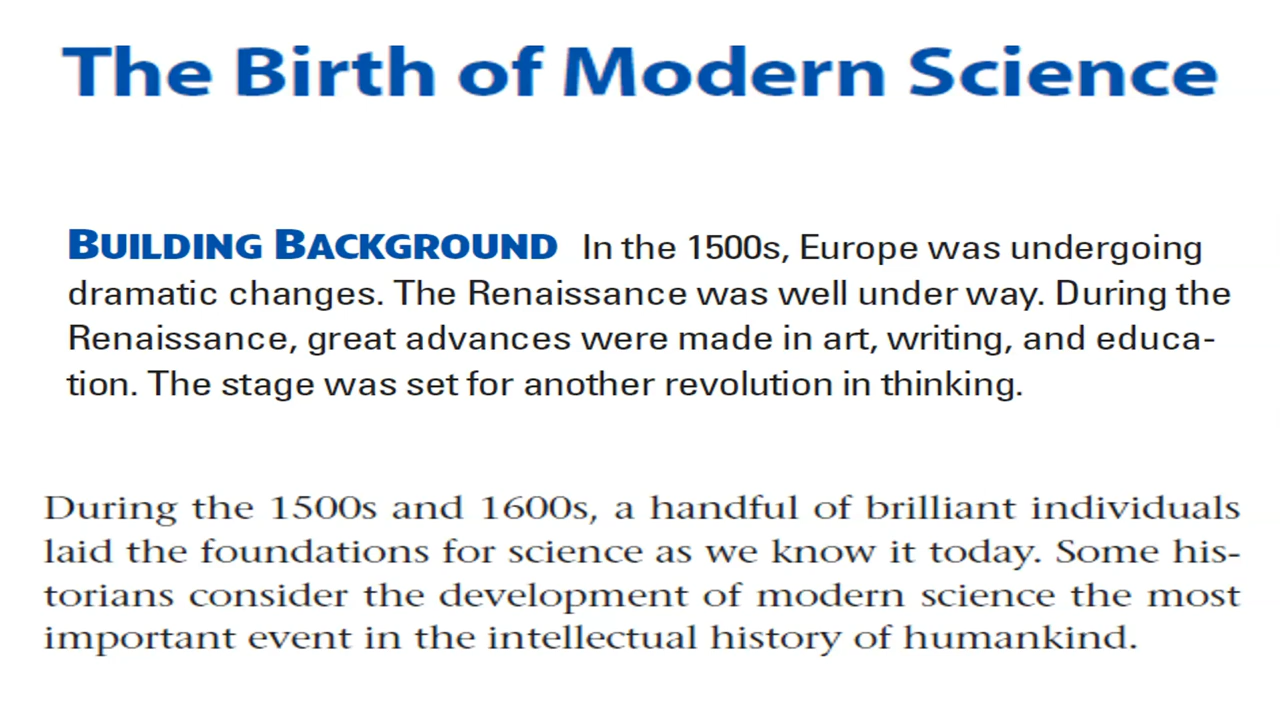 The Birth of Modern Science
BUILDING BACKGROUND In the 1500s, Europe was undergoing
dramatic changes. The Renaissance was well under way. During the
Renaissance, great advances were made in art, writing, and educa-
tion. The stage was set for another revolution in thinking.
During the 1500s and 1600s, a handful of brilliant individuals
laid the foundations for science as we know it today. Some his-
torians consider the development of modern science the most
important event in the intellectual history of humankind.